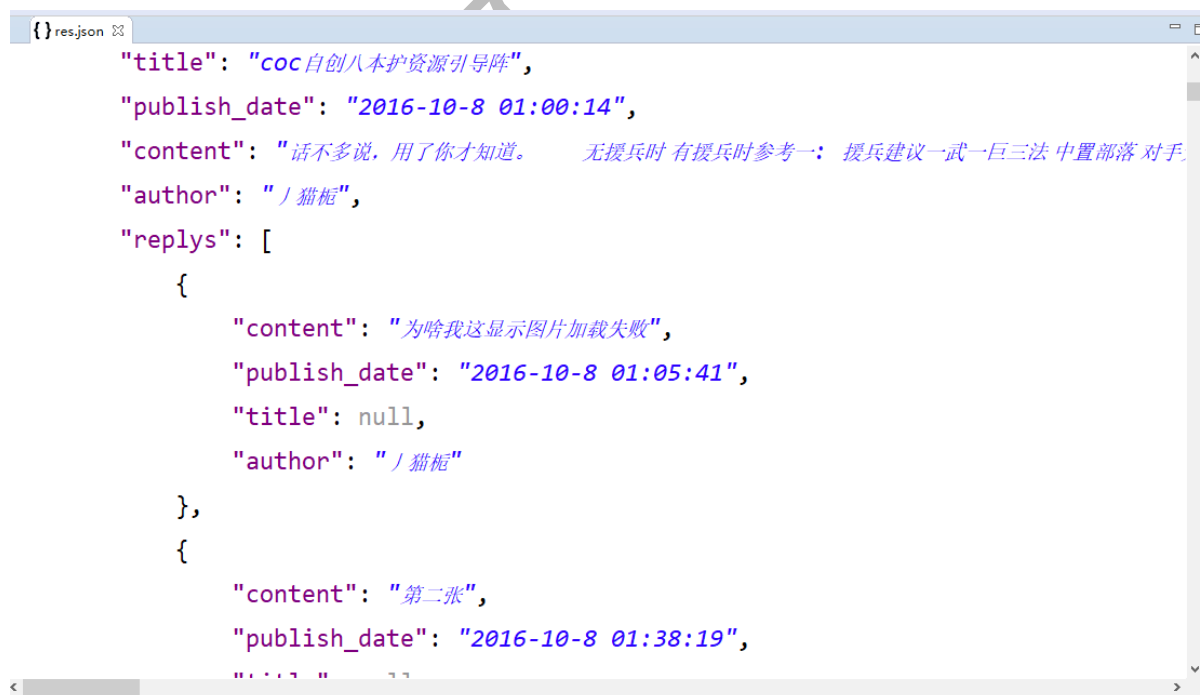 { } res.json
"title": "coc自创八本护资源引导阵",
"publish_date": "2016-10-8 01:00:14",
"content": "话不多说，用了你才知道。 无援兵时 有援兵时参考一： 援兵建议一武一巨三法 中置部落 对手
"author": "丿猫栀",
"replys": [
{
"content": "为啥我这显示图片加载失败",
"publish_date": "2016-10-8 01:05:41",
"title": null,
"author": "丿猫栀"
},
{
"content": "第二张",
"publish_date": "2016-10-8 01:38:19",